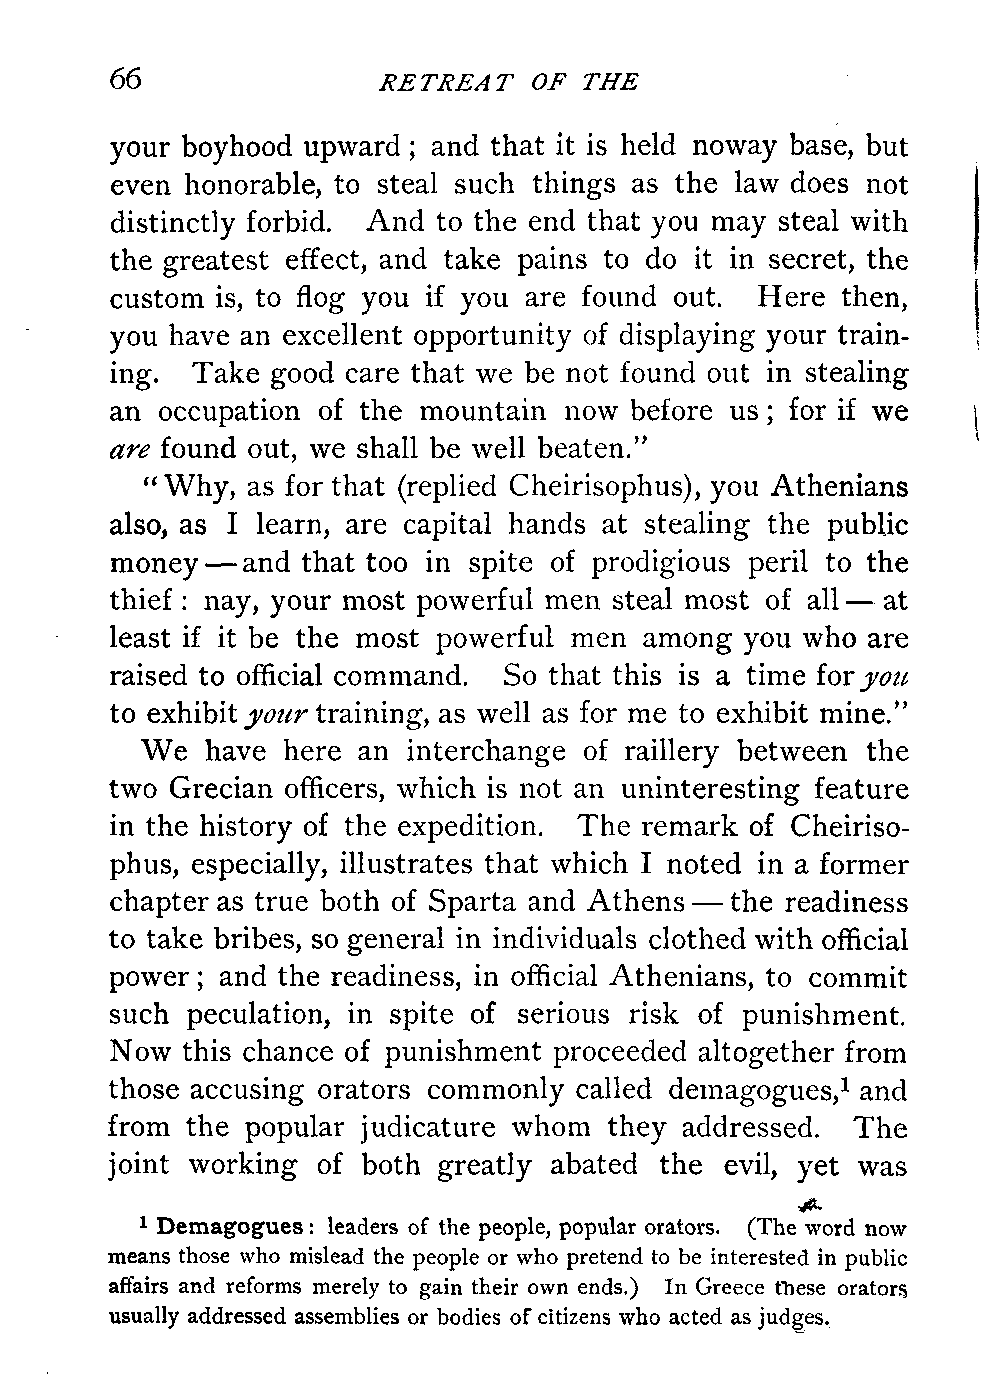 66 RETREAT OF THE
your boyhood upward; and that it is held noway base, but
even honorable, to steal such things as the law does not
distinctly forbid. And to the end that you may steal with
the greatest effect, and take pains to do it in secret, the
custom is, to flog you if you are found out. Here then,
you have an excellent opportunity of displaying your train-
ing. Take good care that we be not found out in stealing
an occupation of the mountain now before us; for if we
are found out, we shall be well beaten."
"Why, as for that (replied Cheirisophus), you Athenians
also, as I learn, are capital hands at stealing the public
money — and that too in spite of prodigious peril to the
thief: nay, your most powerful men steal most of all — at
least if it be the most powerful men among you who are
raised to official command. So that this is a time for you
to exhibit your training, as well as for me to exhibit mine."
We have here an interchange of raillery between the
two Grecian officers, which is not an uninteresting feature
in the history of the expedition. The remark of Cheiriso-
phus, especially, illustrates that which I noted in a former
chapter as true both of Sparta and Athens — the readiness
to take bribes, so general in individuals clothed with official
power; and the readiness, in official Athenians, to commit
such peculation, in spite of serious risk of punishment.
Now this chance of punishment proceeded altogether from
those accusing orators commonly called demagogues,¹ and
from the popular judicature whom they addressed. The
joint working of both greatly abated the evil, yet was
¹ Demagogues: leaders of the people, popular orators. (The word now
means those who mislead the people or who pretend to be interested in public
affairs and reforms merely to gain their own ends.) In Greece these orators
usually addressed assemblies or bodies of citizens who acted as judges.